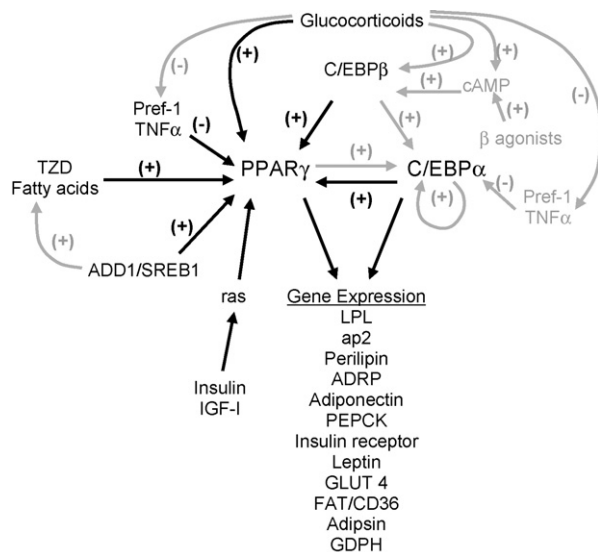 Glucocorticoids
(-)
(+)
(+)
(+)
(-)
C/EBPβ
(+)
cAMP
Pref-1
TNFα
(-)
(+)
(+)
(+)
β agonists
TZD
Fatty acids
(+)
PPARγ
(+)
C/EBPα
(-)
Pref-1
TNFα
(+)
(+)
(+)
(+)
ADD1/SREB1
ras
Gene Expression
LPL
ap2
Perilipin
ADRP
Adiponectin
PEPCK
Insulin receptor
Leptin
GLUT 4
FAT/CD36
Adipsin
GDPH
Insulin
IGF-I